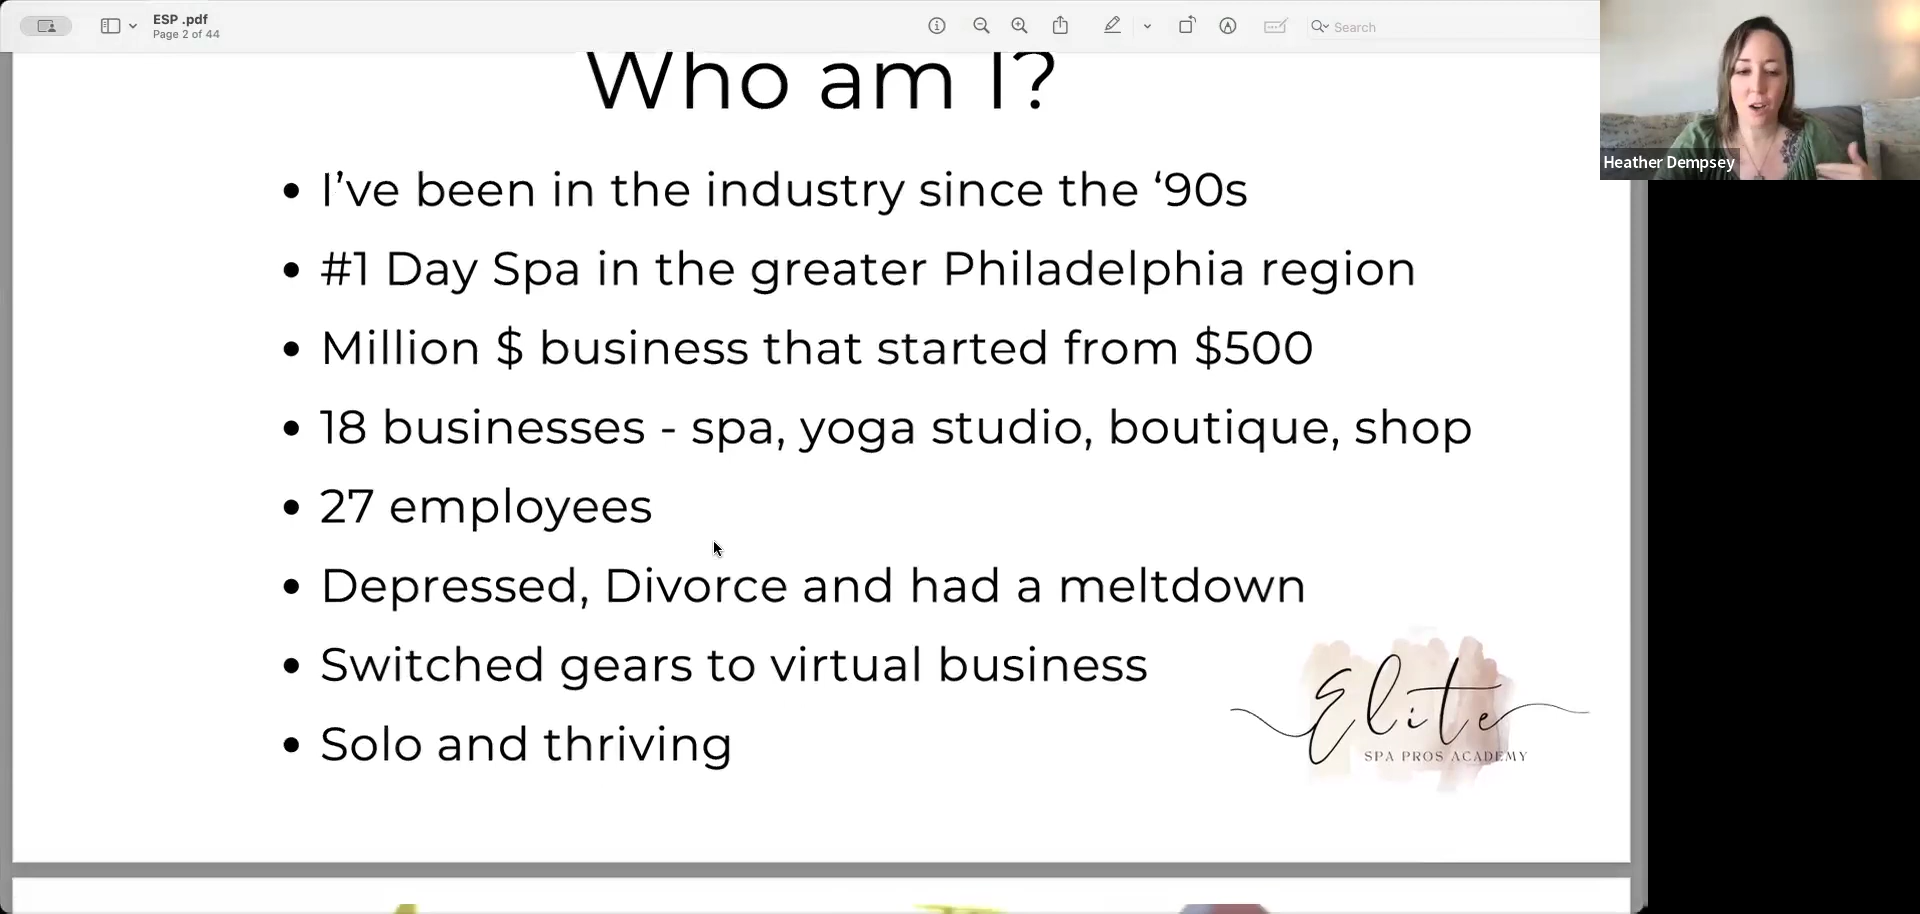 ESP .pdf
Page 2 of 44
Search
Who am I?
• I’ve been in the industry since the ‘90s
• #1 Day Spa in the greater Philadelphia region
• Million $ business that started from $500
• 18 businesses - spa, yoga studio, boutique, shop
• 27 employees
• Depressed, Divorce and had a meltdown
• Switched gears to virtual business
• Solo and thriving
Elite
SPA PROS ACADEMY
Heather Dempsey